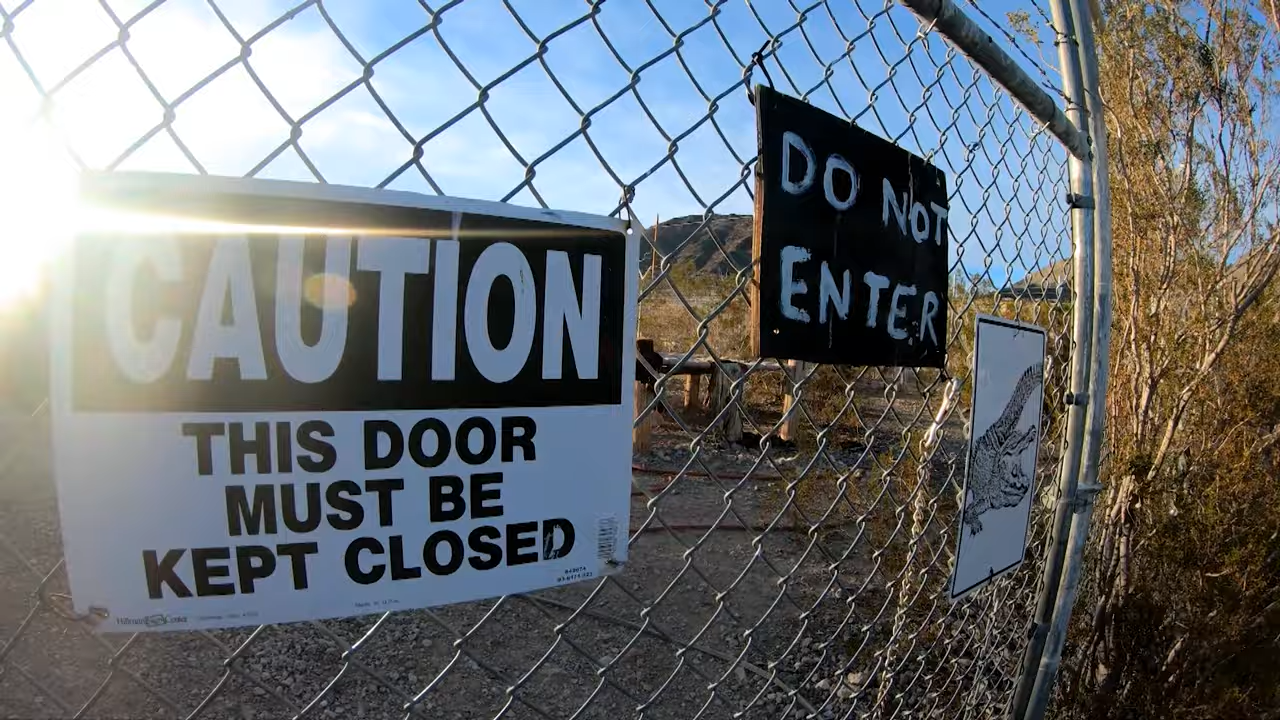 CAUTION
THIS DOOR
MUST BE
KEPT CLOSED
DO NOT
ENTER